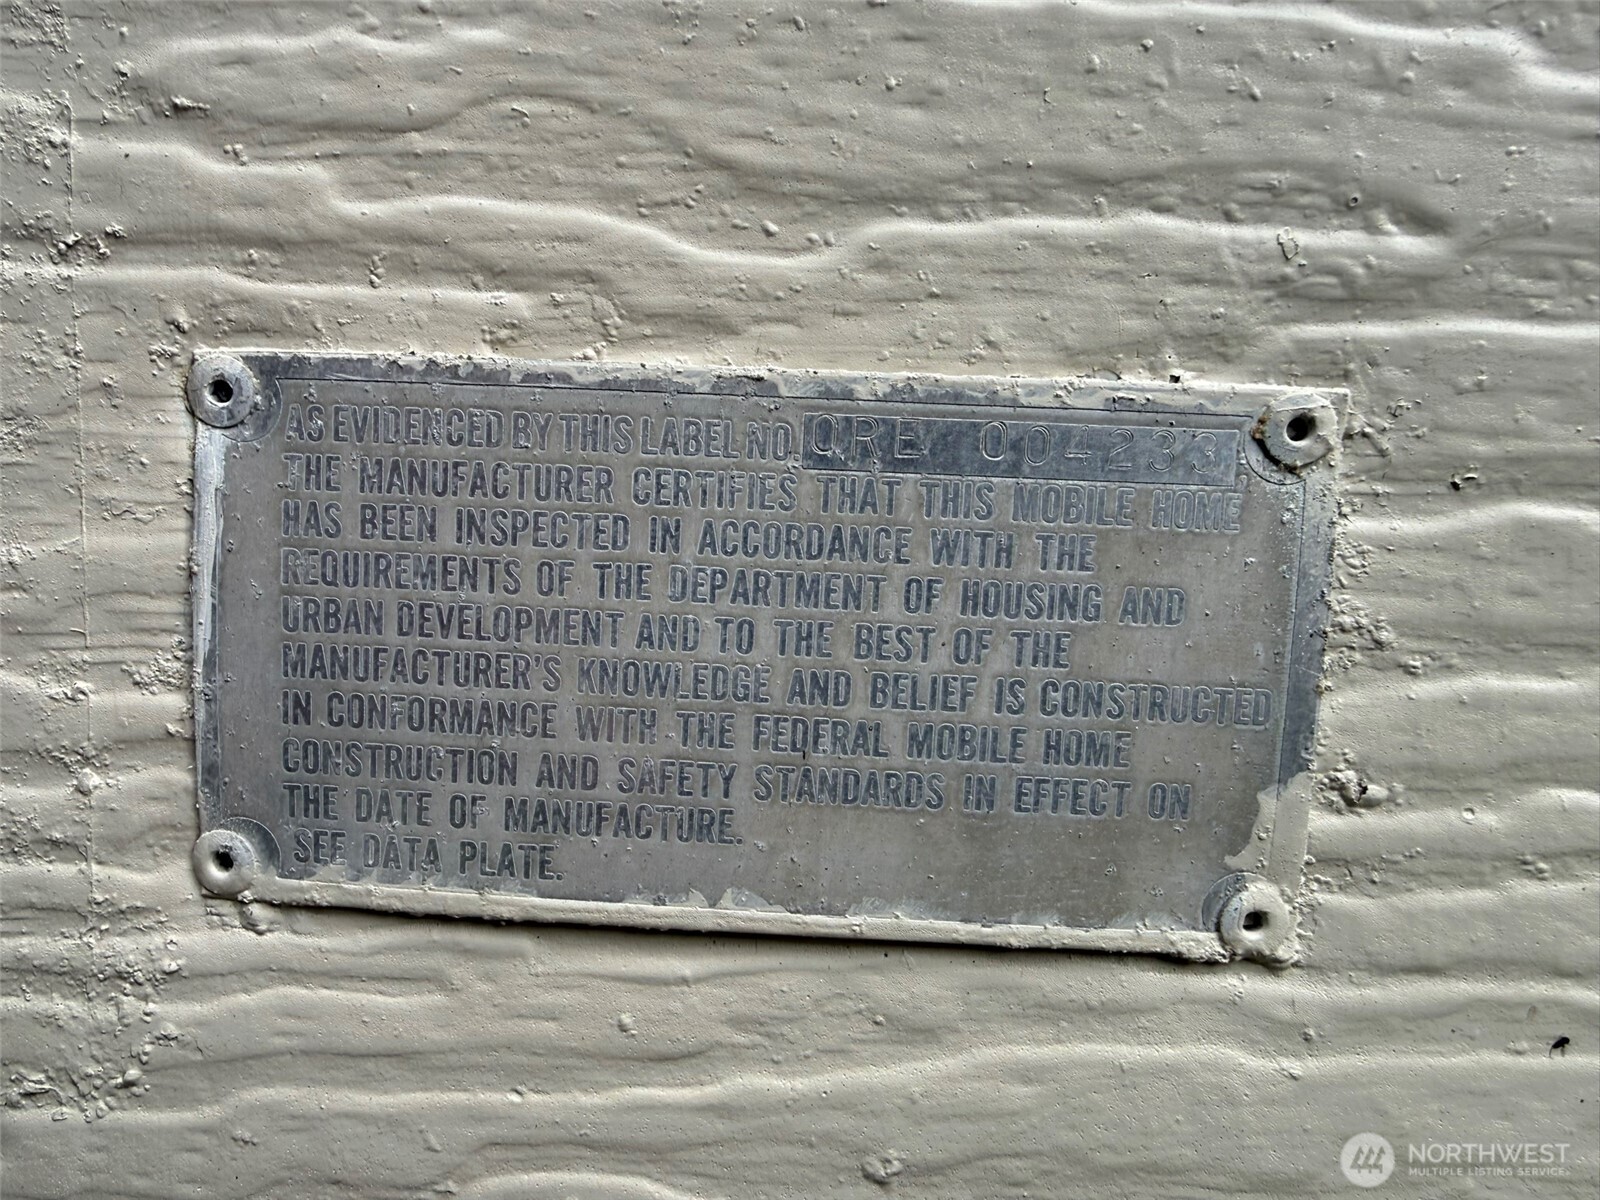 AS EVIDENCED BY THIS LABEL NO. ORE 004233
THE MANUFACTURER CERTIFIES THAT THIS MOBILE HOME
HAS BEEN INSPECTED IN ACCORDANCE WITH THE
REQUIREMENTS OF THE DEPARTMENT OF HOUSING AND
URBAN DEVELOPMENT AND TO THE BEST OF THE
MANUFACTURER'S KNOWLEDGE AND BELIEF IS CONSTRUCTED
IN CONFORMANCE WITH THE FEDERAL MOBILE HOME
CONSTRUCTION AND SAFETY STANDARDS IN EFFECT ON
THE DATE OF MANUFACTURE.
SEE DATA PLATE.
NORTHWEST
MULTIPLE LISTING SERVICE